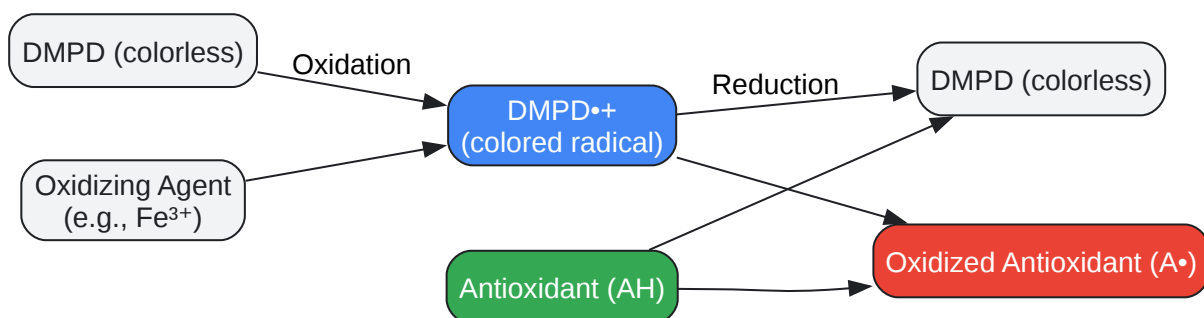 DMPD (colorless)
Oxidation
Oxidizing Agent
(e.g., Fe³⁺)
DMPD•+
(colored radical)
Reduction
DMPD (colorless)
Antioxidant (AH)
Oxidized Antioxidant (A•)